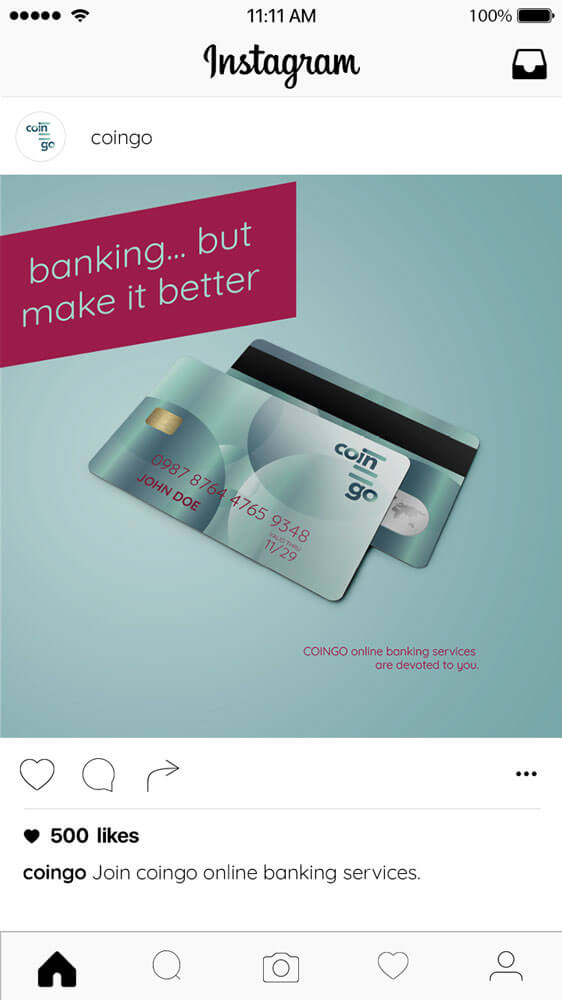 11:11 AM
100%
Instagram
coin
go
coingo
banking... but
make it better
coin
go
0987 8764 4765 9348
JOHN DOE
VALID THRU
11/29
COINGO online banking services
are devoted to you.
500 likes
coingo Join coingo online banking services.